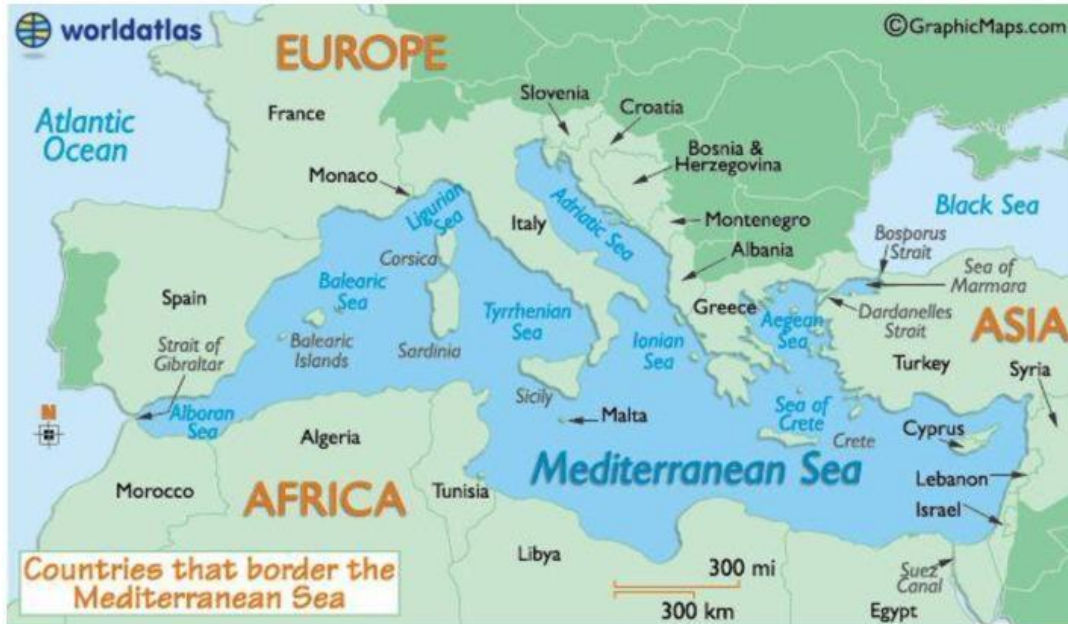 worldatlas
©GraphicMaps.com
EUROPE
Atlantic
Ocean
France
Monaco
Ligurian
Sea
Slovenia
Croatia
Bosnia &
Herzegovina
Italy
Adriatic Sea
Montenegro
Albania
Black Sea
Bosporus
Strait
Sea of
Marmara
Corsica
Balearic
Sea
Spain
Tyrrhenian
Sea
Ionian
Sea
Greece
Aegean
Sea
Dardanelles
Strait
ASIA
Turkey
Syria
Strait of
Gibraltar
Balearic
Islands
Sardinia
Sicily
Malta
Sea of
Crete
Crete
Cyprus
N
Alboran
Sea
Algeria
Mediterranean Sea
Lebanon
Israel
Morocco
AFRICA
Tunisia
Libya
Egypt
Suez
Canal
300 mi
300 km
Countries that border the
Mediterranean Sea